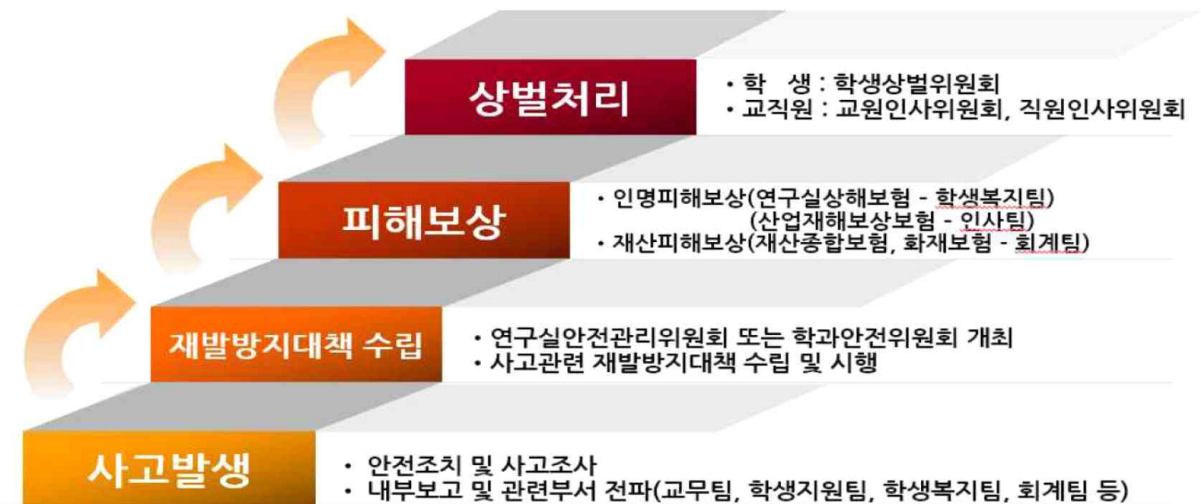 상벌처리
• 학 생 : 학생상벌위원회
• 교직원 : 교원인사위원회, 직원인사위원회
피해보상
• 인명피해보상(연구실상해보험 - 학생복지팀)
(산업재해보상보험 - 인사팀)
• 재산피해보상(재산종합보험, 화재보험 - 회계팀)
재발방지대책 수립
• 연구실안전관리위원회 또는 학과안전위원회 개최
• 사고관련 재발방지대책 수립 및 시행
사고발생
• 안전조치 및 사고조사
• 내부보고 및 관련부서 전파(교무팀, 학생지원팀, 학생복지팀, 회계팀 등)